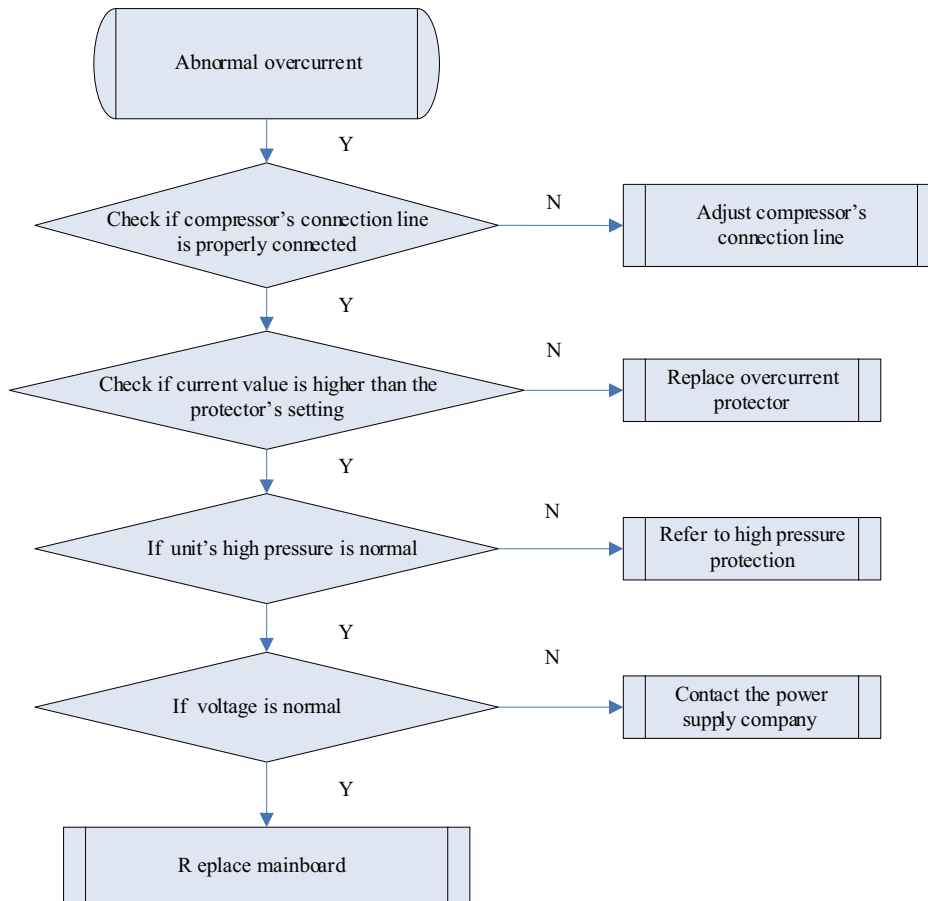 Abnormal overcurrent
Y
Check if compressor's connection line
is properly connected
N
Adjust compressor's
connection line
Y
Check if current value is higher than the
protector's setting
N
Replace overcurrent
protector
Y
If unit's high pressure is normal
N
Refer to high pressure
protection
Y
If voltage is normal
N
Contact the power
supply company
Y
R eplace mainboard